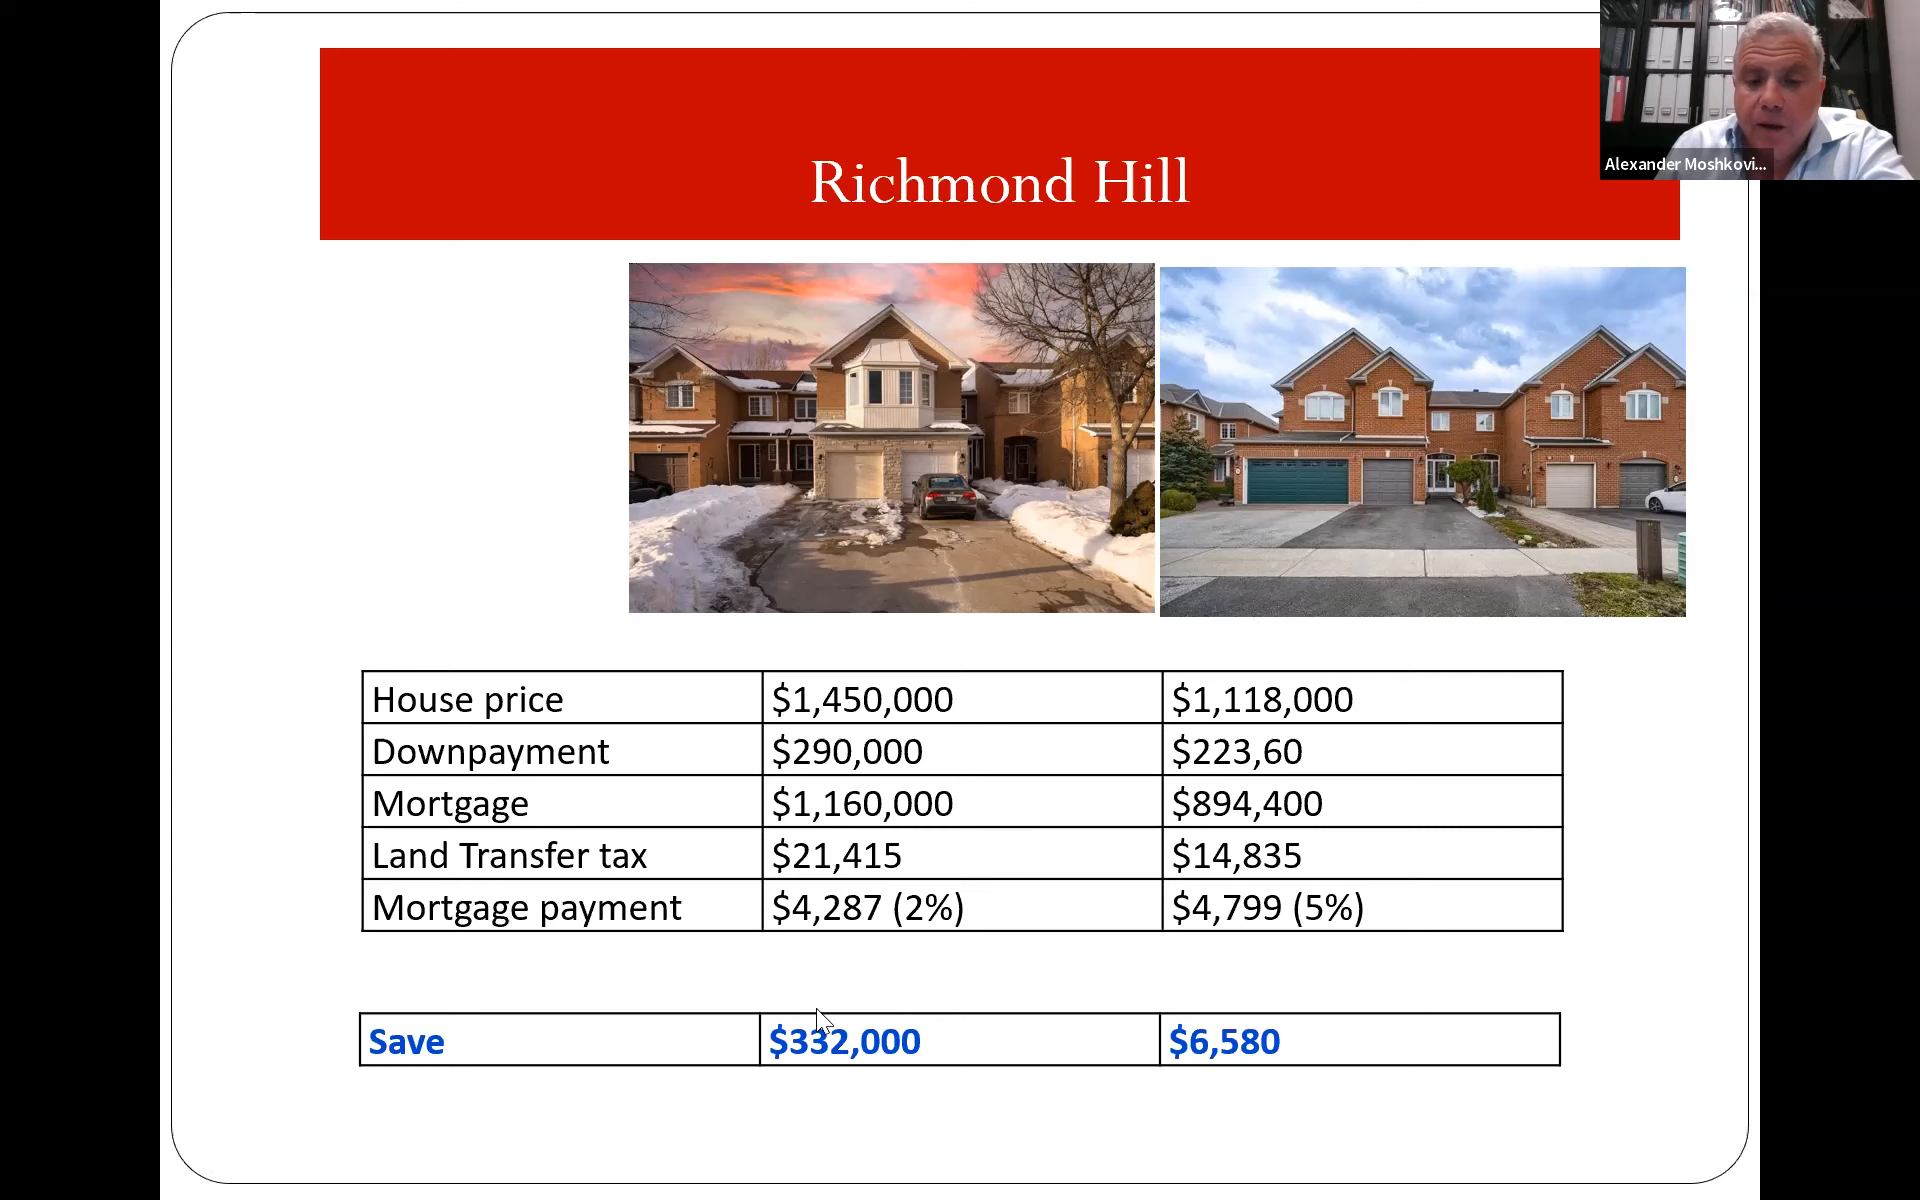 Richmond Hill
Alexander Moshkovi...
House price $1,450,000 $1,118,000
Downpayment $290,000 $223,60
Mortgage $1,160,000 $894,400
Land Transfer tax $21,415 $14,835
Mortgage payment $4,287 (2%) $4,799 (5%)
Save $332,000 $6,580